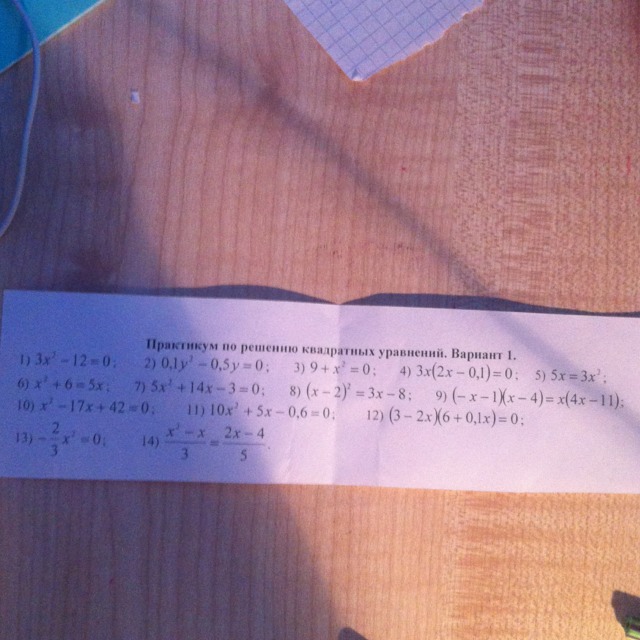 Практикум по решению квадратных уравнений. Вариант 1.
1) 3x² −12 = 0; 2) 0,1y² − 0,5y = 0; 3) 9 + x² = 0; 4) 3x(2x − 0,1) = 0; 5) 5x = 3x²;
6) x² + 6 = 5x; 7) 5x² + 14x − 3 = 0; 8) (x − 2)² = 3x − 8; 9) (− x − 1)(x − 4) = x(4x − 11);
10) x² − 17x + 42 = 0; 11) 10x² + 5x − 0,6 = 0; 12) (3 − 2x)(6 + 0,1x) = 0;
13) − 2/3 x² = 0; 14) (x² − x)/3 = (2x − 4)/5.